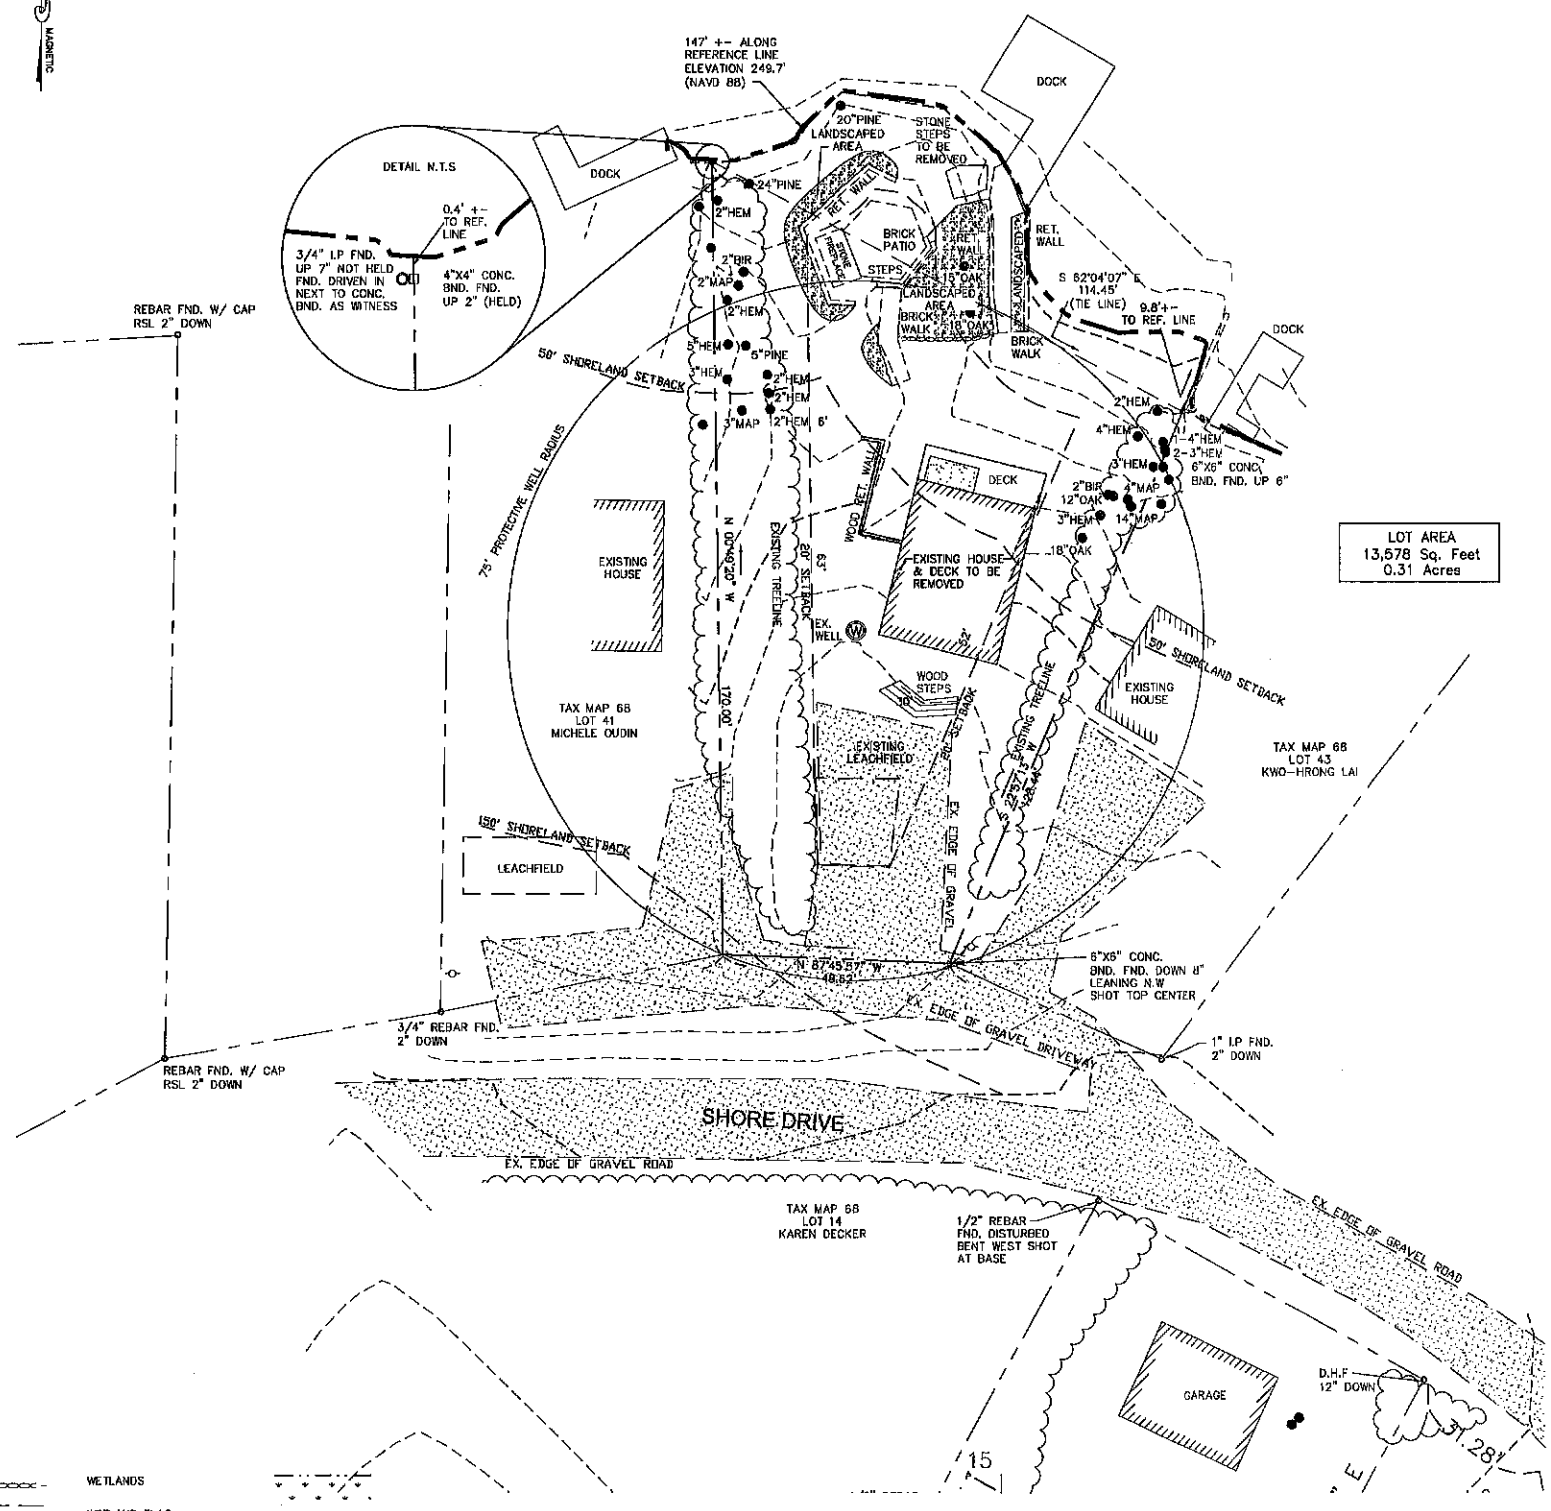 MAGNETIC
147' +- ALONG
REFERENCE LINE
ELEVATION 249.7'
(NAVD 88)
DOCK
20"PINE
LANDSCAPED
AREA
STONE
STEPS
TO BE
REMOVED
DETAIL N.T.S
0.4' +-
TO REF.
LINE
3/4" I.P FND.
UP 7" NOT HELD
FND. DRIVEN IN
NEXT TO CONC.
BND. AS WITNESS
4"X4" CONC.
BND. FND.
UP 2" (HELD)
DOCK
24"PINE
2"HEM
RET. WALL
STONE
FIREPLACE
BRICK
PATIO
STEPS
RET.
WALL
15"OAK
LANDSCAPED
AREA
18"OAK
BRICK
WALK
LANDSCAPED
RET.
WALL
BRICK
WALK
S 62°04'07" E
114.45'
(TIE LINE)
9.8'+-
TO REF. LINE
DOCK
2"BIR
2"MAP
2"HEM
5"HEM
5"PINE
3"HEM
2"HEM
2"HEM
3"MAP
2"HEM 6'
REBAR FND. W/ CAP
RSL 2" DOWN
50' SHORELAND SETBACK
75' PROTECTIVE WELL RADIUS
2"HEM
4"HEM
1-4"HEM
2-3"HEM
3"HEM
6"X6" CONC.
BND. FND. UP 6"
2"BIR
4"MAP
12"OAK
3"HEM
14"MAP
18"OAK
WOOD RET. WALL
DECK
EXISTING HOUSE
& DECK TO BE
REMOVED
EXISTING
HOUSE
N 00°49'20" W
170.00'
EXISTING TREELINE
20' SETBACK
63'
EX.
WELL
W
52'
WOOD
STEPS
10'
20' SETBACK
EXISTING TREELINE
LOT AREA
13,578 Sq. Feet
0.31 Acres
50' SHORELAND SETBACK
EXISTING
HOUSE
TAX MAP 68
LOT 41
MICHELE OUDIN
EXISTING
LEACHFIELD
TAX MAP 68
LOT 43
KWO-HRONG LAI
150' SHORELAND SETBACK
LEACHFIELD
EX. EDGE OF GRAVEL
N 87°45'57" W
6"X6" CONC.
BND. FND. DOWN 8"
LEANING N.W
SHOT TOP CENTER
EX. EDGE OF GRAVEL DRIVEWAY
3/4" REBAR FND.
2" DOWN
1" I.P FND.
2" DOWN
REBAR FND. W/ CAP
RSL 2" DOWN
SHORE DRIVE
EX. EDGE OF GRAVEL ROAD
TAX MAP 68
LOT 14
KAREN DECKER
1/2" REBAR
FND. DISTURBED
BENT WEST SHOT
AT BASE
EX. EDGE OF GRAVEL ROAD
D.H.F
12" DOWN
GARAGE
15
E
WETLANDS